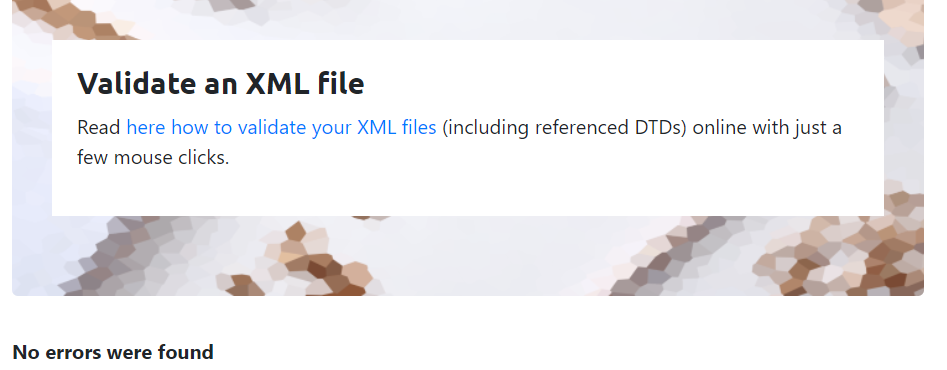 Validate an XML file
Read here how to validate your XML files (including referenced DTDs) online with just a
few mouse clicks.
No errors were found